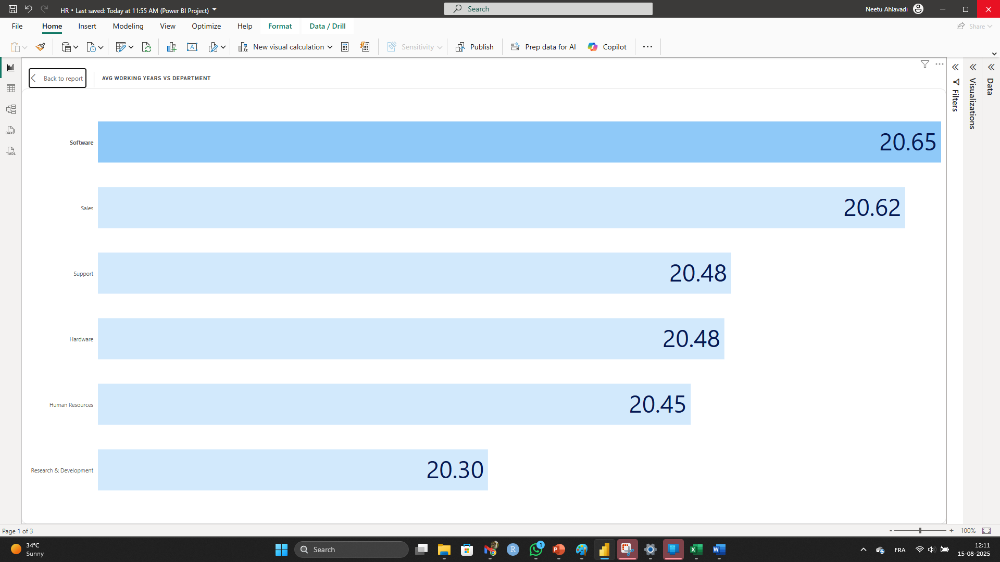 HR • Last saved: Today at 11:55 AM (Power BI Project)
Search
Neetu Ahlavadi
File Home Insert Modeling View Optimize Help Format Data / Drill
Share
New visual calculation
Sensitivity
Publish
Prep data for AI
Copilot
Back to report
AVG WORKING YEARS VS DEPARTMENT
Filters
Visualizations
Data
DAX
TMDL
Software 20.65
Sales 20.62
Support 20.48
Hardware 20.48
Human Resources 20.45
Research & Development 20.30
Page 1 of 3
- + 100%
34°C
Sunny
Search
1
FRA
12:11
15-08-2025